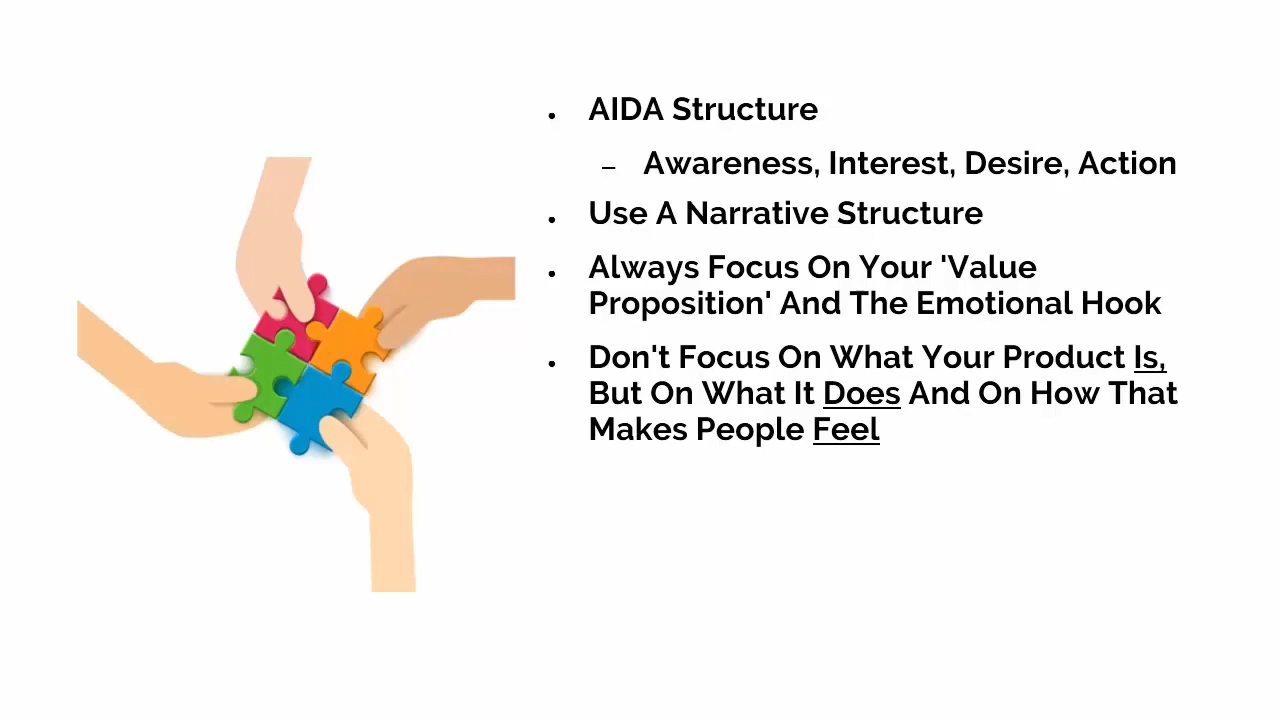 • AIDA Structure
– Awareness, Interest, Desire, Action
• Use A Narrative Structure
• Always Focus On Your 'Value
Proposition' And The Emotional Hook
• Don't Focus On What Your Product Is,
But On What It Does And On How That
Makes People Feel